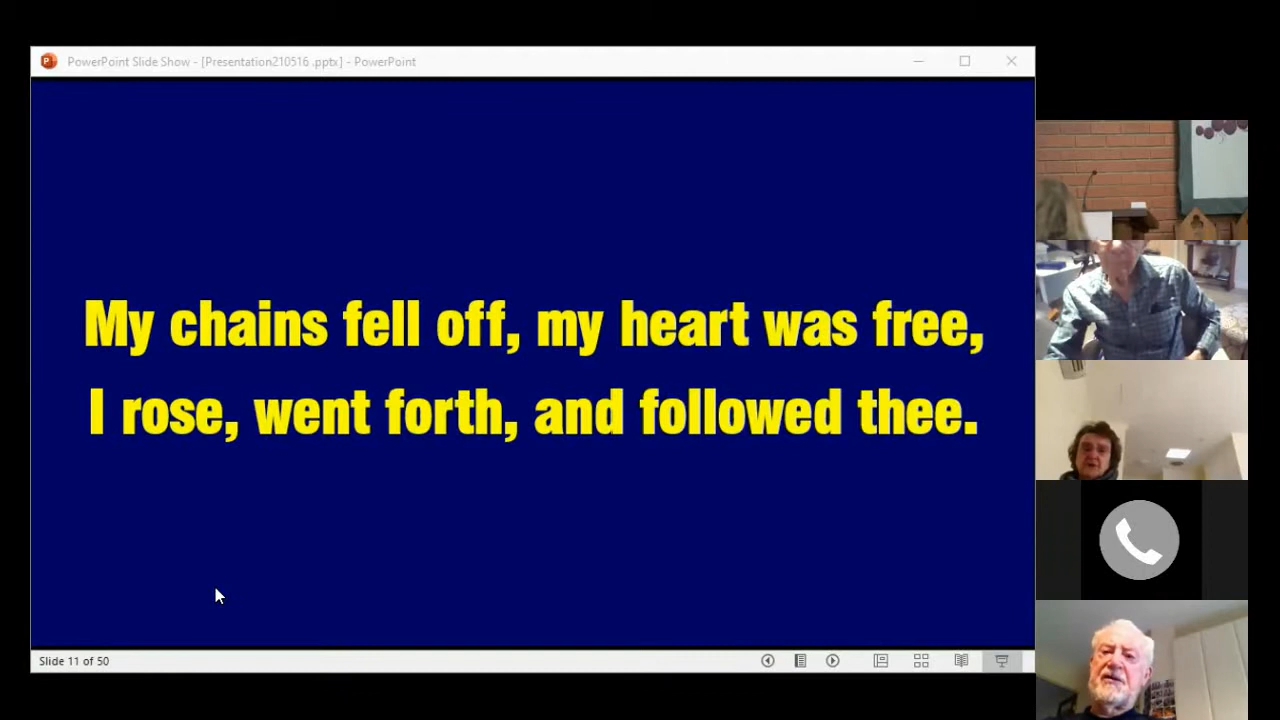 PowerPoint Slide Show - [Presentation210516 .pptx] - PowerPoint
My chains fell off, my heart was free,
I rose, went forth, and followed thee.
Slide 11 of 50